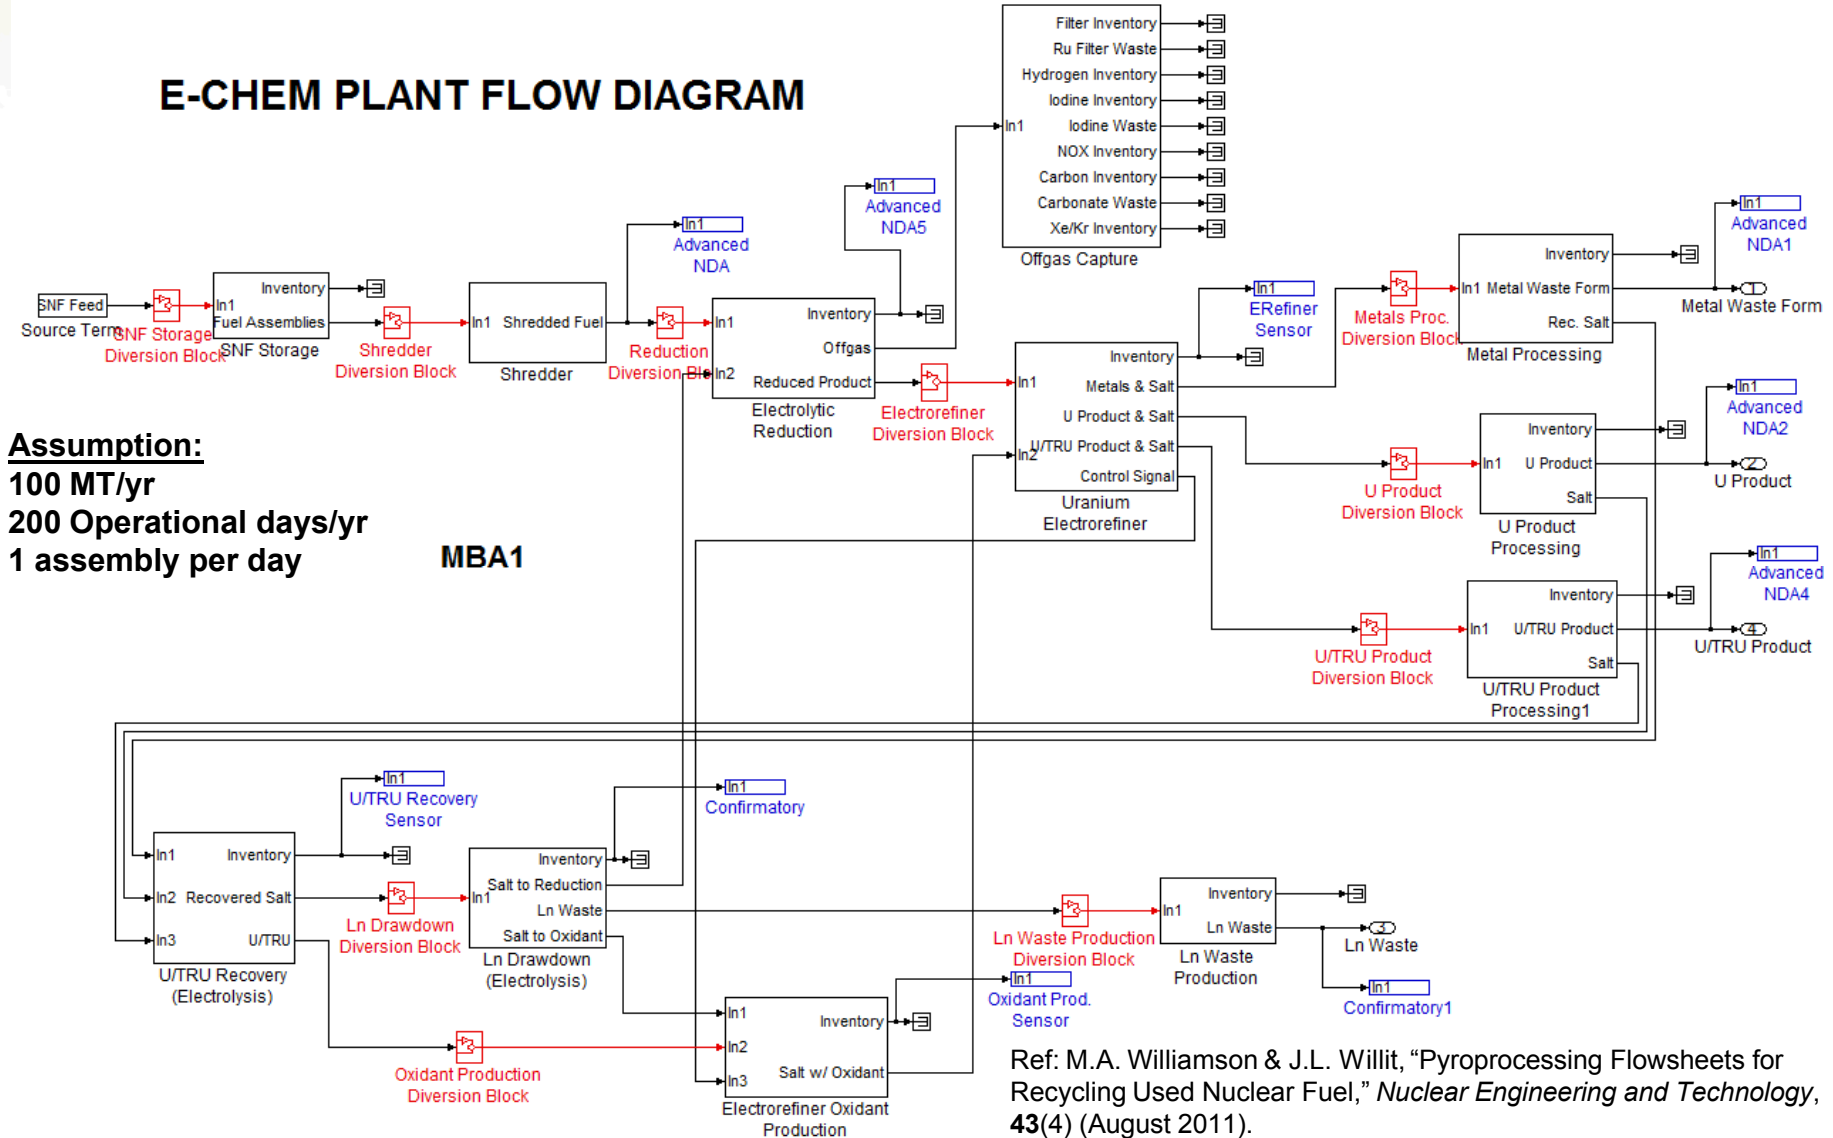 E-CHEM PLANT FLOW DIAGRAM
Filter Inventory
Ru Filter Waste
Hydrogen Inventory
Iodine Inventory
In1
Iodine Waste
NOX Inventory
Carbon Inventory
Carbonate Waste
Xe/Kr Inventory
Offgas Capture
SNF Feed
Source Term
SNF Storage
Diversion Block
In1
Inventory
Fuel Assemblies
SNF Storage
Shredder
Diversion Block
In1
Shredded Fuel
Shredder
In1
Advanced
NDA
Reduction
Diversion Blo
In1
In2
Inventory
Offgas
Reduced Product
Electrolytic
Reduction
In1
Advanced
NDA5
Electrorefiner
Diversion Block
In1
In2
Inventory
Metals & Salt
U Product & Salt
U/TRU Product & Salt
Control Signal
Uranium
Electrorefiner
In1
ERefiner
Sensor
Metals Proc.
Diversion Block
In1
Inventory
Metal Waste Form
Rec. Salt
Metal Processing
In1
Advanced
NDA1
1
Metal Waste Form
U Product
Diversion Block
In1
Inventory
U Product
Salt
U Product
Processing
In1
Advanced
NDA2
2
U Product
U/TRU Product
Diversion Block
In1
Inventory
U/TRU Product
Salt
U/TRU Product
Processing1
In1
Advanced
NDA4
4
U/TRU Product
Assumption:
100 MT/yr
200 Operational days/yr
1 assembly per day
MBA1
In1
In2
In3
Inventory
Recovered Salt
U/TRU
U/TRU Recovery
(Electrolysis)
In1
U/TRU Recovery
Sensor
Ln Drawdown
Diversion Block
In1
Inventory
Salt to Reduction
Ln Waste
Salt to Oxidant
Ln Drawdown
(Electrolysis)
In1
Confirmatory
Oxidant Production
Diversion Block
In1
In2
In3
Inventory
Salt w/ Oxidant
Electrorefiner Oxidant
Production
In1
Oxidant Prod.
Sensor
Ln Waste Production
Diversion Block
In1
Inventory
Ln Waste
Ln Waste
Production
3
Ln Waste
In1
Confirmatory1
Ref: M.A. Williamson & J.L. Willit, “Pyroprocessing Flowsheets for
Recycling Used Nuclear Fuel,” Nuclear Engineering and Technology,
43(4) (August 2011).